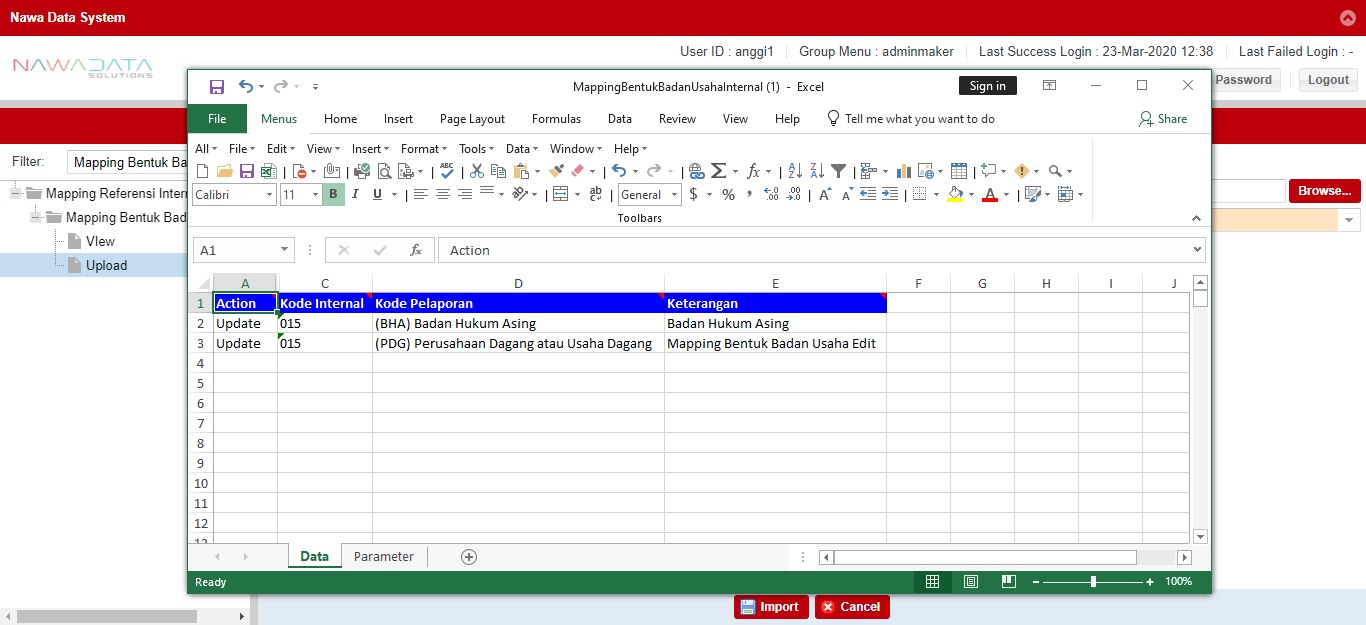 Nawa Data System
User ID : anggi1 Group Menu : adminmaker Last Success Login : 23-Mar-2020 12:38 Last Failed Login : -
NAWADATA
SOLUTIONS
Password Logout
MappingBentukBadanUsahaInternal (1) - Excel
Sign in
File Menus Home Insert Page Layout Formulas Data Review View Help Tell me what you want to do Share
All File Edit View Insert Format Tools Data Window Help
ABC
Calibri 11 B I U ab General $ % , .00 .00 A A A
Toolbars
Filter: Mapping Bentuk Ba
Browse...
Mapping Referensi Intern
Mapping Bentuk Bad
VIew
Upload
A1 fx Action
A C D E F G H I J
1 Action Kode Internal Kode Pelaporan Keterangan
2 Update 015 (BHA) Badan Hukum Asing Badan Hukum Asing
3 Update 015 (PDG) Perusahaan Dagang atau Usaha Dagang Mapping Bentuk Badan Usaha Edit
4
5
6
7
8
9
10
11
12
Data Parameter
Ready 100%
Import Cancel